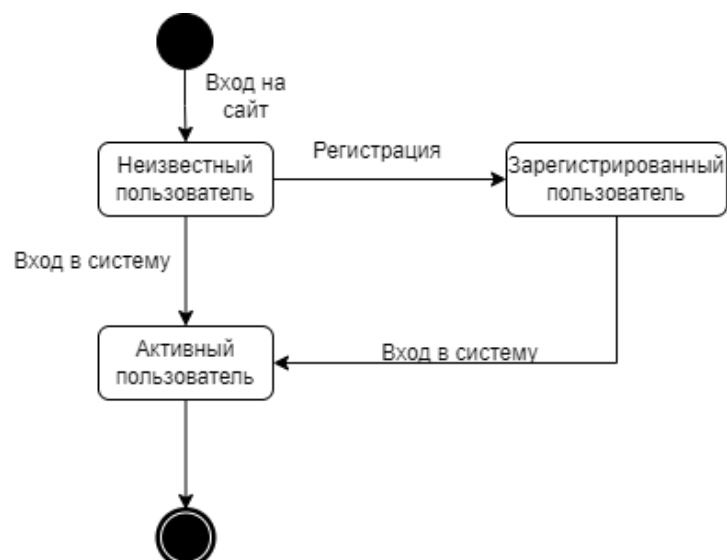 Вход на
сайт
Неизвестный
пользователь
Регистрация
Зарегистрированный
пользователь
Вход в систему
Активный
пользователь
Вход в систему